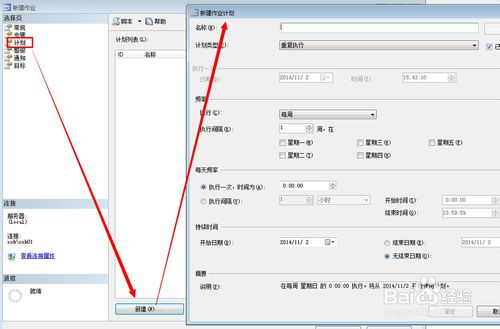 新建作业
选择页
常规
步骤
计划
警报
通知
目标
脚本
帮助
计划列表(L):
ID 名称
新建(N)...
连接
服务器:
(local)
连接:
xxk\xxk01
查看连接属性
进度
就绪
新建作业计划
名称(N):
计划类型(S): 重复执行
执行一次
日期(D): 2014/11/ 2 时间(T): 15:43:10
频率
执行(C): 每周
执行间隔(R): 1 周,在
星期一(M) 星期三(W) 星期五(F)
星期二(T) 星期四(H)
每天频率
执行一次,时间为(A): 0:00:00
执行间隔(V): 1 小时 开始时间(I): 0:00:00
结束时间(G): 23:59:59
持续时间
开始日期(D): 2014/11/ 2 结束日期(E): 2014/11/ 2
无结束日期(O)
摘要
说明(P): 在每周 星期日 的 0:00:00 执行。将从 2014/11/2 开始使用计划。
Baidu经验